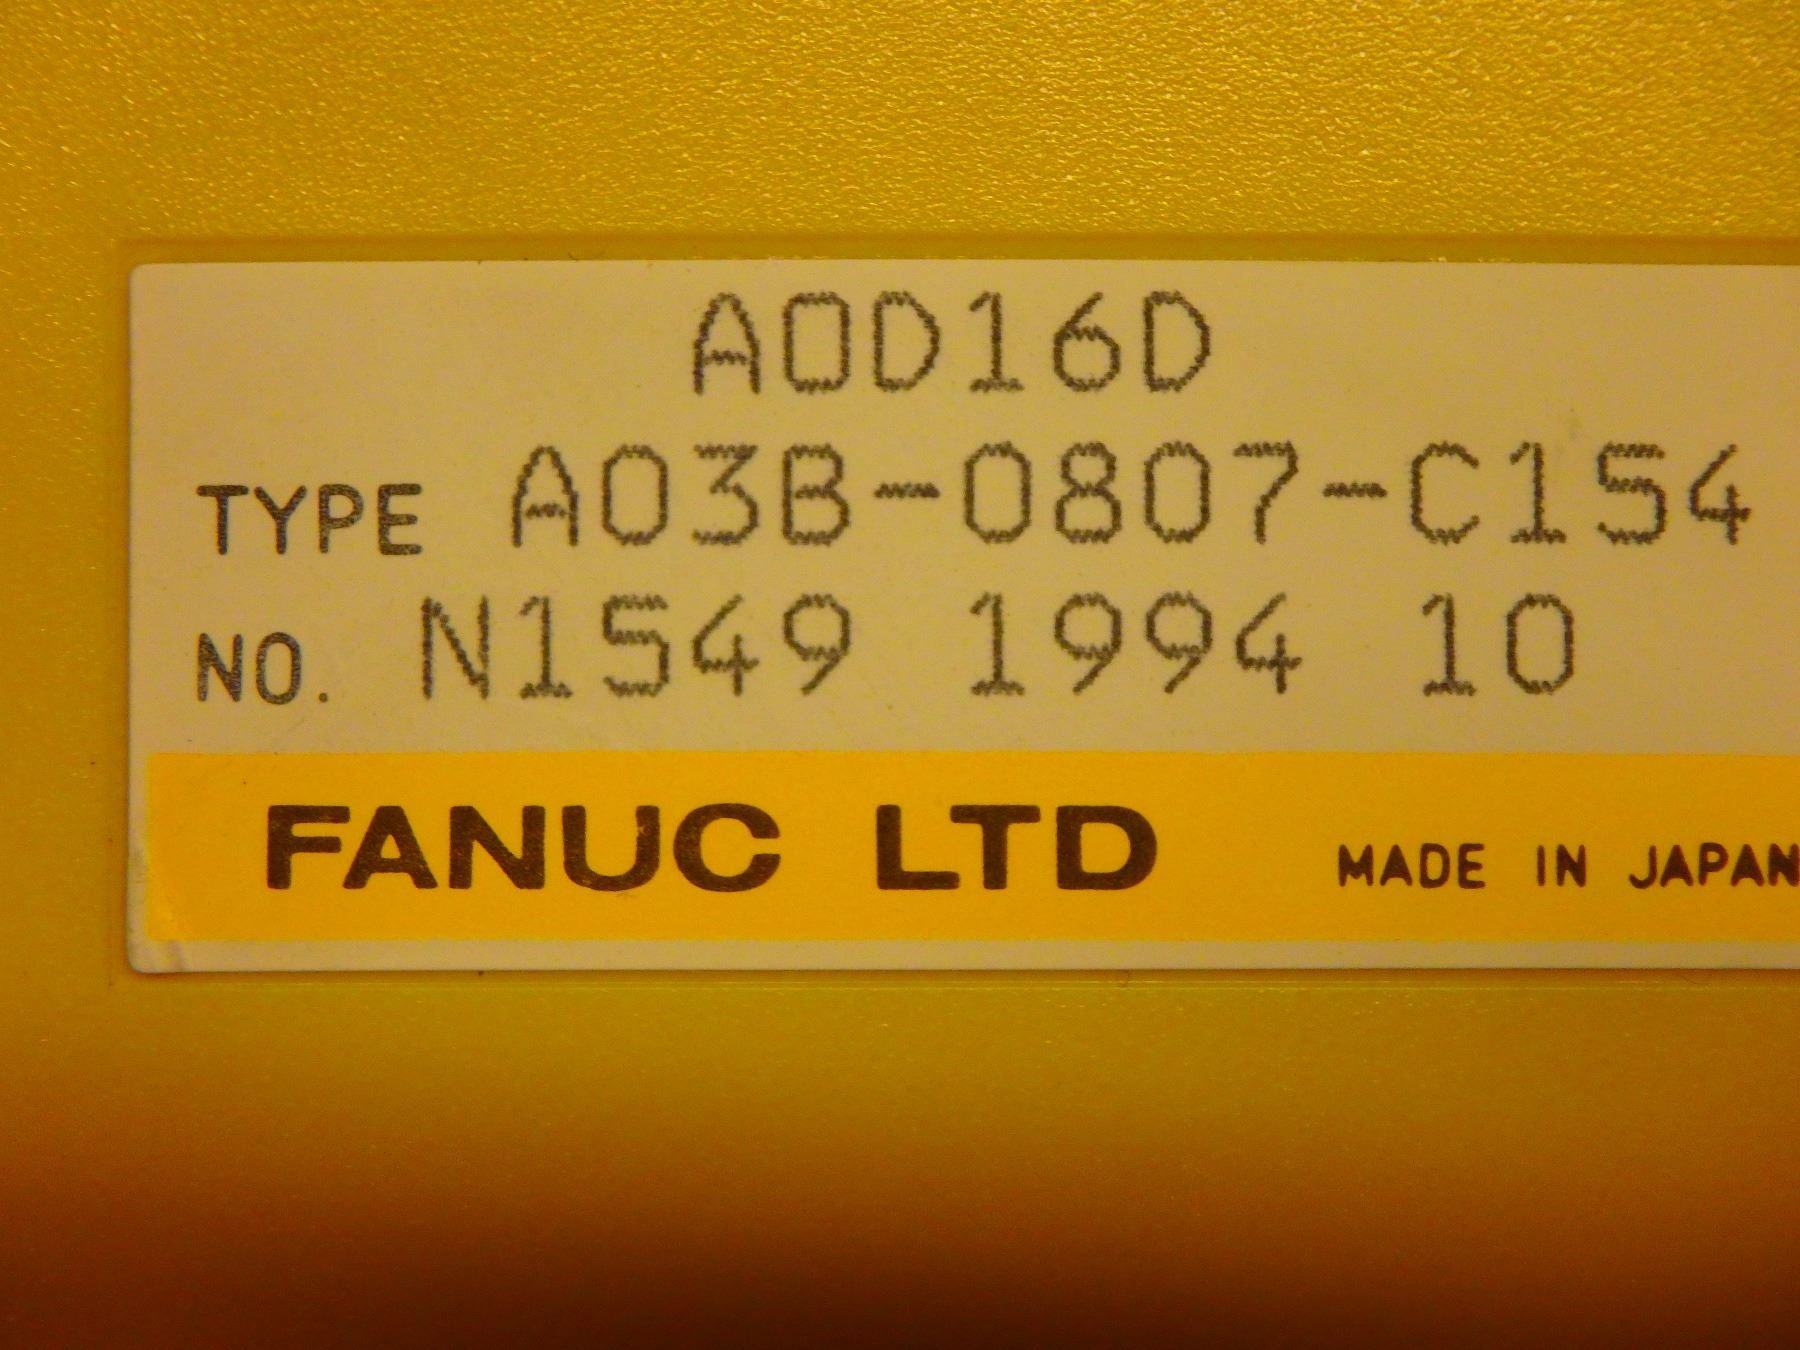 AOD16D
TYPE A03B-0807-C154
NO. N1549 1994 10
FANUC LTD MADE IN JAPAN